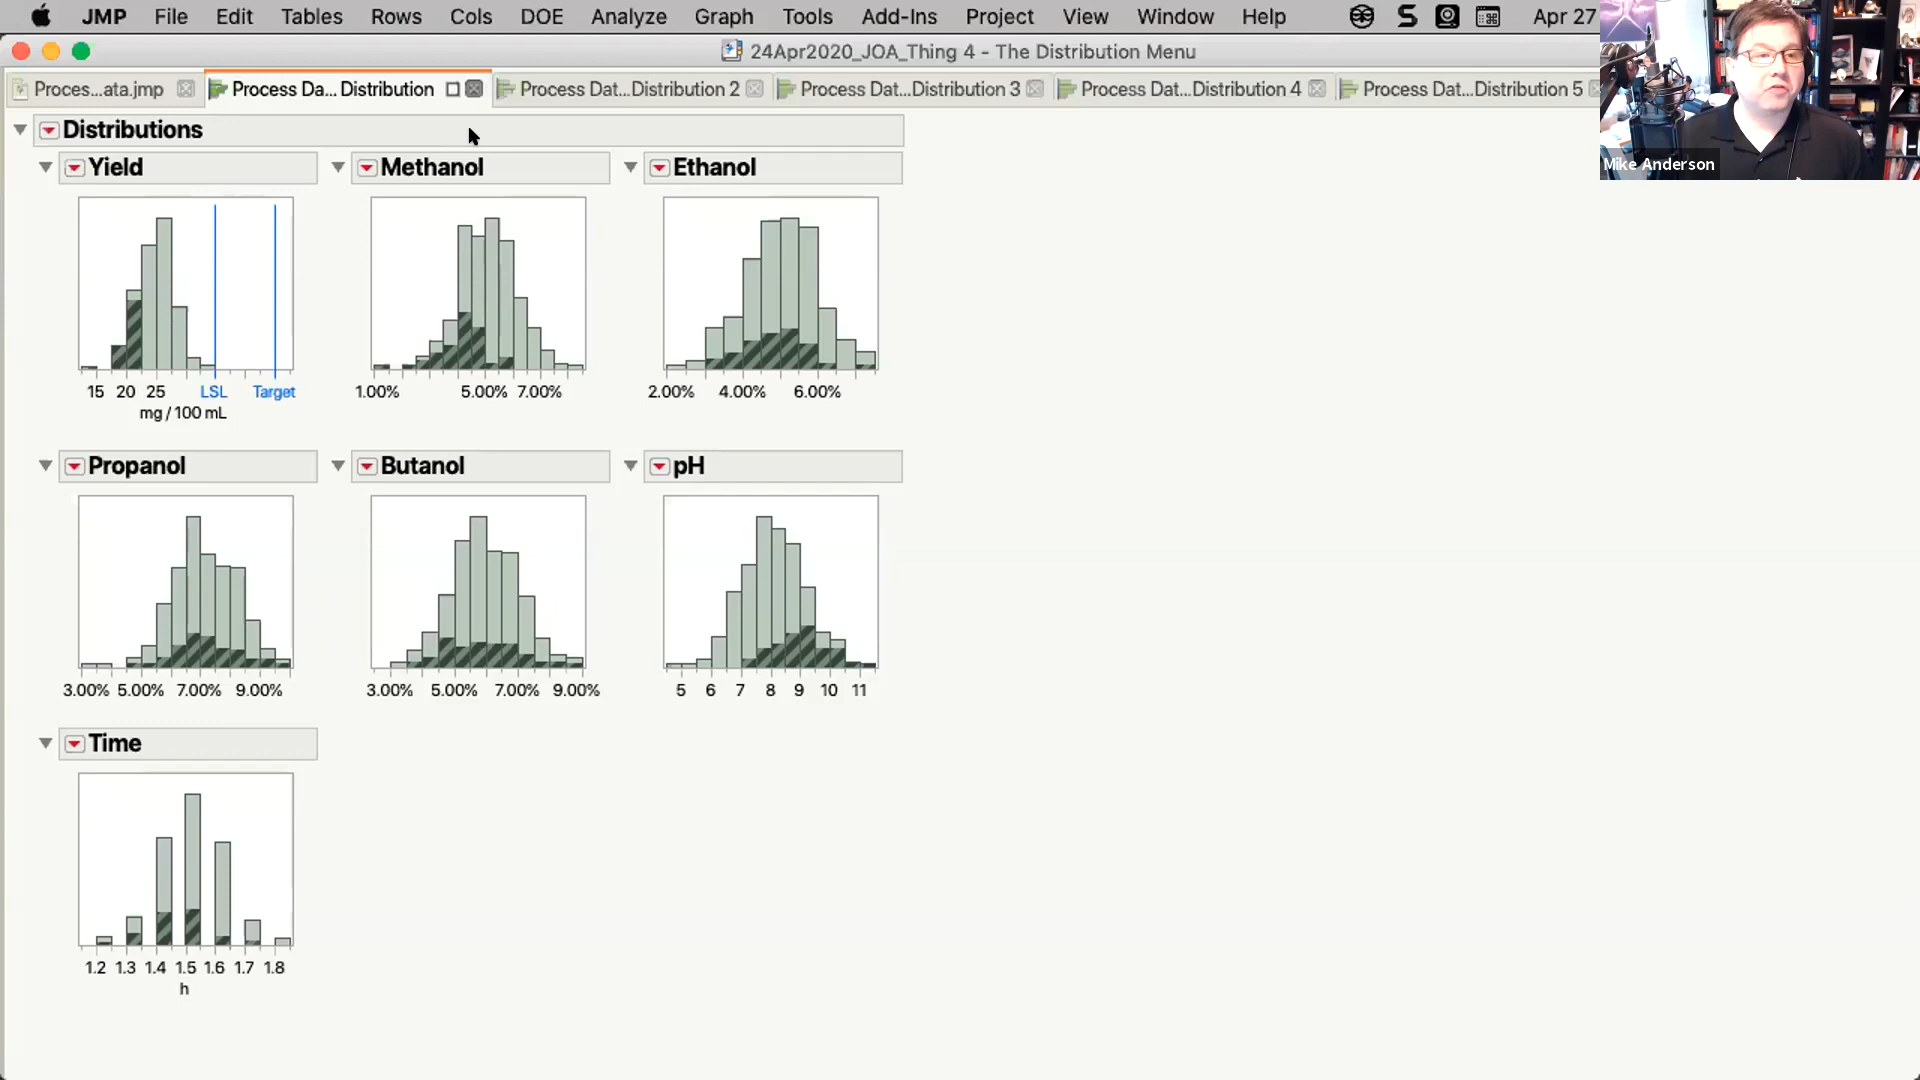 JMP File Edit Tables Rows Cols DOE Analyze Graph Tools Add-Ins Project View Window Help Apr 27
24Apr2020_JOA_Thing 4 - The Distribution Menu
Proces...ata.jmp Process Da... Distribution Process Dat...Distribution 2 Process Dat...Distribution 3 Process Dat...Distribution 4 Process Dat...Distribution 5
Mike Anderson
Distributions
Yield Methanol Ethanol
15 20 25 LSL Target 1.00% 5.00% 7.00% 2.00% 4.00% 6.00%
mg / 100 mL
Propanol Butanol pH
3.00% 5.00% 7.00% 9.00% 3.00% 5.00% 7.00% 9.00% 5 6 7 8 9 10 11
Time
1.2 1.3 1.4 1.5 1.6 1.7 1.8
h